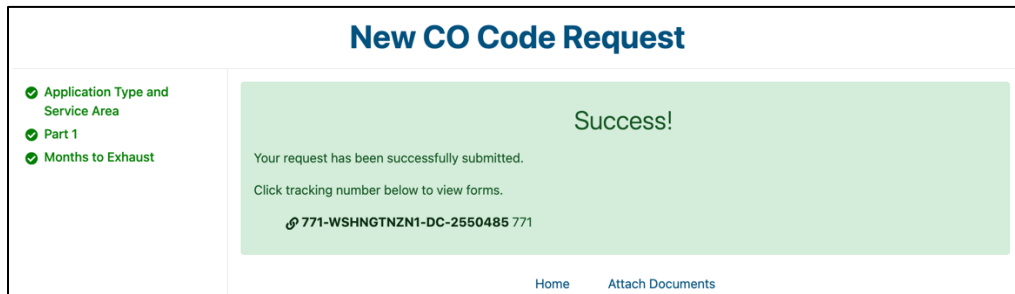 New CO Code Request
Application Type and
Service Area
Part 1
Months to Exhaust
Success!
Your request has been successfully submitted.
Click tracking number below to view forms.
771-WSHNGTNZN1-DC-2550485 771
Home Attach Documents